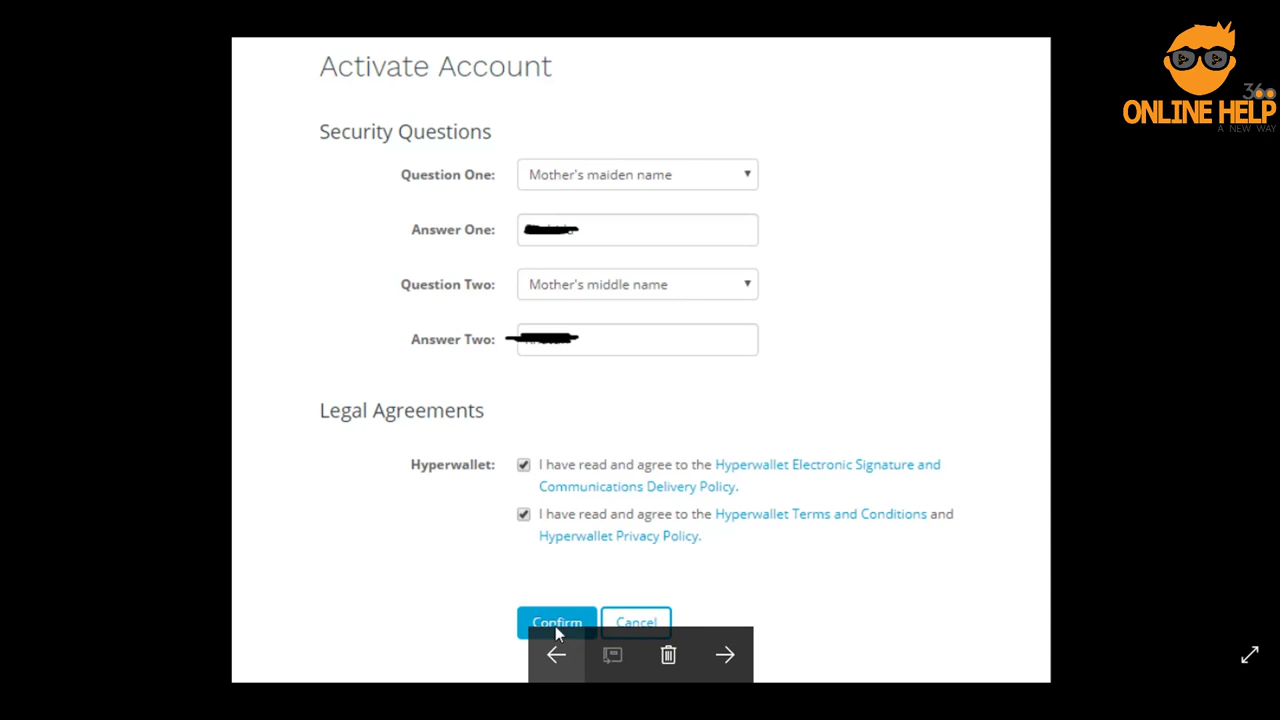 Activate Account
Security Questions
Question One: Mother's maiden name
Answer One:
Question Two: Mother's middle name
Answer Two:
Legal Agreements
Hyperwallet: I have read and agree to the Hyperwallet Electronic Signature and
Communications Delivery Policy.
I have read and agree to the Hyperwallet Terms and Conditions and
Hyperwallet Privacy Policy.
Confirm Cancel
360
ONLINE HELP
A NEW WAY